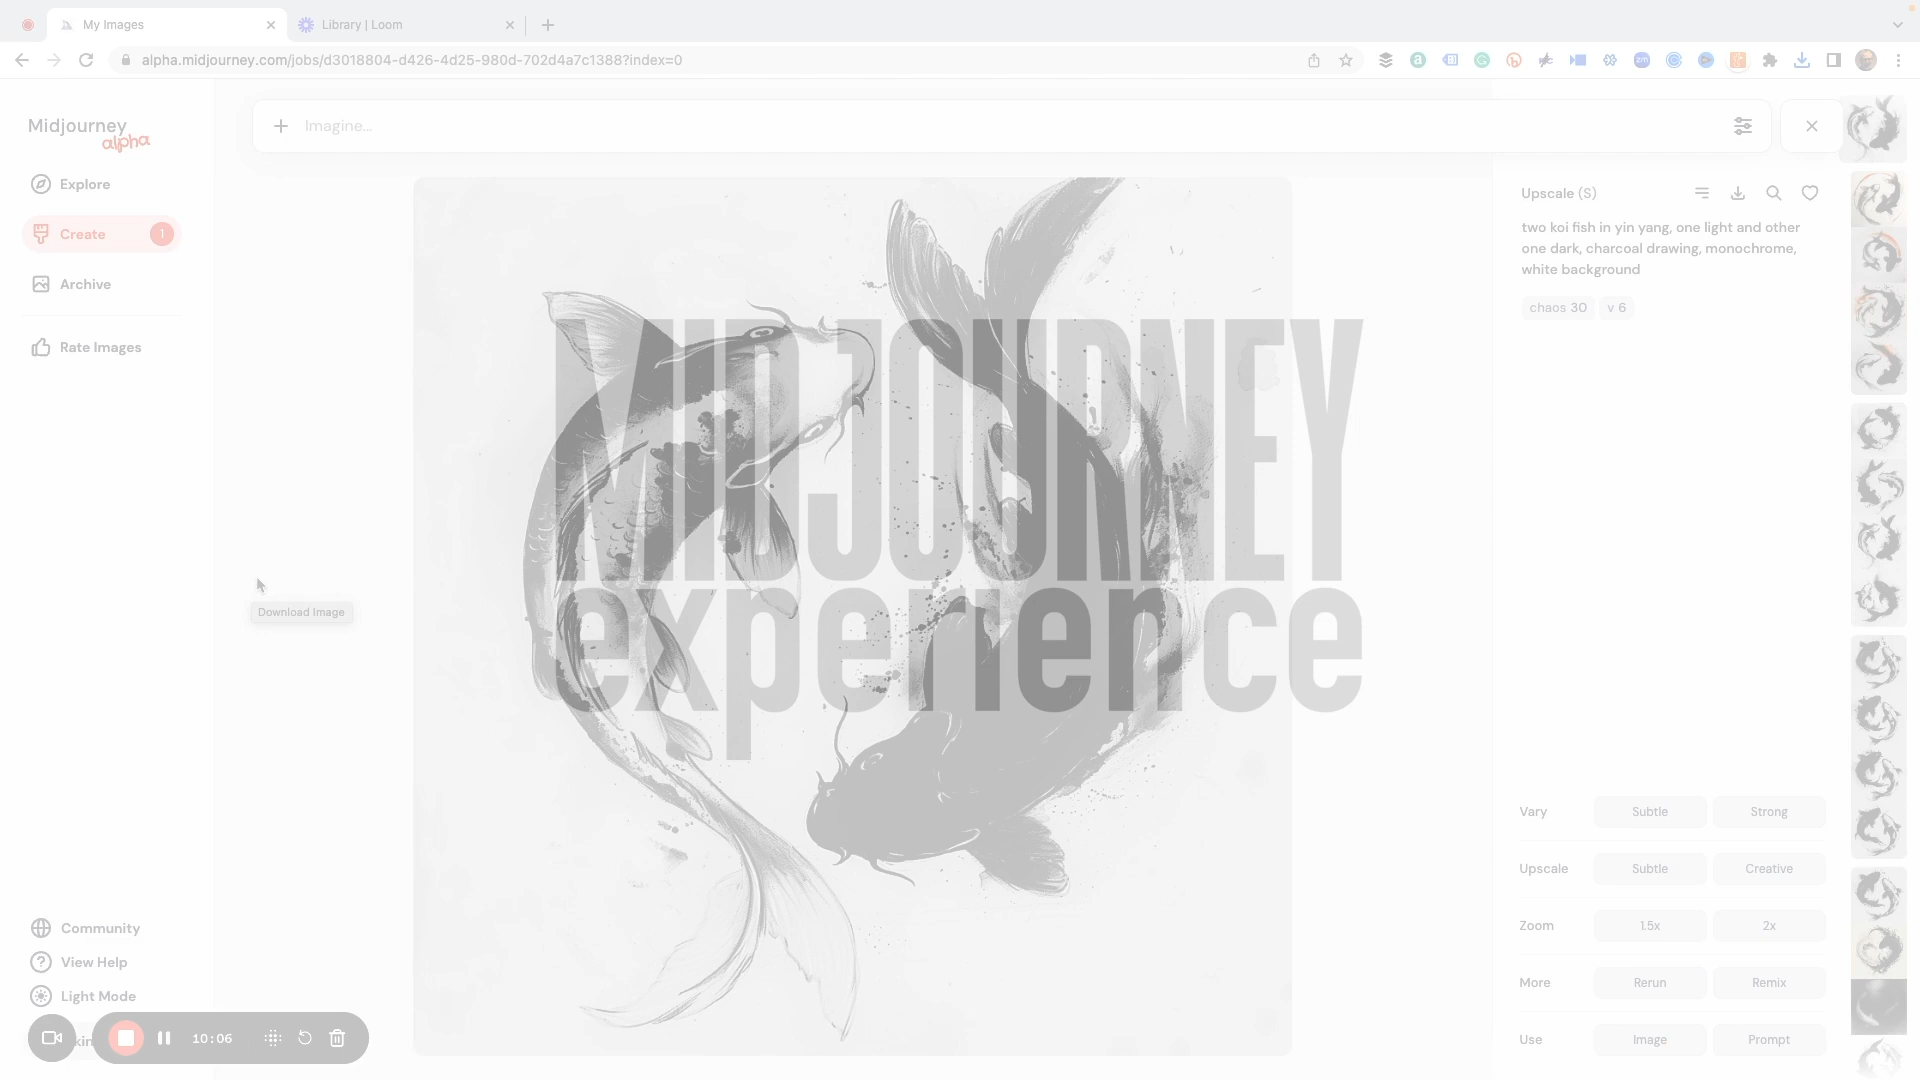 My Images
Library | Loom
alpha.midjourney.com/jobs/d3018804-d426-4d25-980d-702d4a7c1388?index=0
Midjourney
alpha
Imagine...
Explore
Create
1
Archive
Rate Images
Upscale (S)
two koi fish in yin yang, one light and other
one dark, charcoal drawing, monochrome,
white background
chaos 30
v 6
MIDJOURNEY
experience
Download Image
Vary
Subtle
Strong
Upscale
Subtle
Creative
Zoom
1.5x
2x
More
Rerun
Remix
Use
Image
Prompt
Community
View Help
Light Mode
10:06